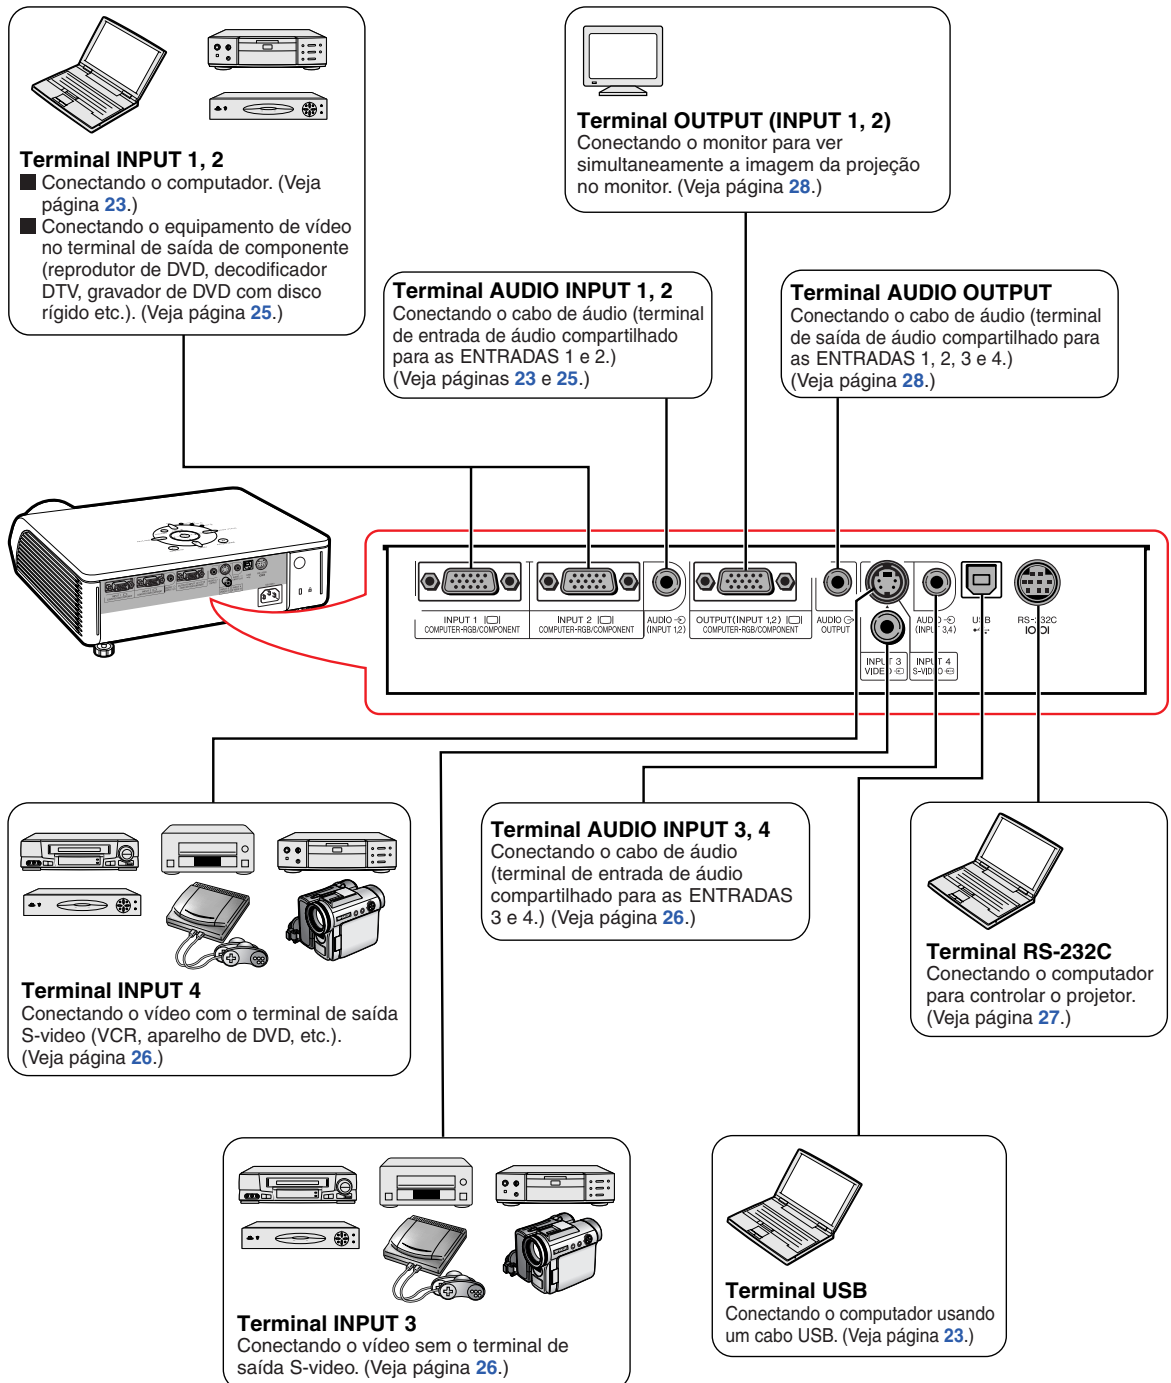 Terminal INPUT 1, 2
■ Conectando o computador. (Veja
página 23.)
■ Conectando o equipamento de vídeo
no terminal de saída de componente
(reprodutor de DVD, decodificador
DTV, gravador de DVD com disco
rígido etc.). (Veja página 25.)
Terminal OUTPUT (INPUT 1, 2)
Conectando o monitor para ver
simultaneamente a imagem da projeção
no monitor. (Veja página 28.)
Terminal AUDIO INPUT 1, 2
Conectando o cabo de áudio (terminal
de entrada de áudio compartilhado
para as ENTRADAS 1 e 2.)
(Veja páginas 23 e 25.)
Terminal AUDIO OUTPUT
Conectando o cabo de áudio (terminal
de saída de áudio compartilhado para
as ENTRADAS 1, 2, 3 e 4.)
(Veja página 28.)
INPUT 1
COMPUTER-RGB/COMPONENT
INPUT 2
COMPUTER-RGB/COMPONENT
AUDIO
(INPUT 1,2)
OUTPUT(INPUT 1,2)
COMPUTER-RGB/COMPONENT
AUDIO
OUTPUT
AUDIO
(INPUT 3,4)
USB
RS-232C
INPUT 3
VIDEO
INPUT 4
S-VIDEO
Terminal INPUT 4
Conectando o vídeo com o terminal de saída
S-video (VCR, aparelho de DVD, etc.).
(Veja página 26.)
Terminal AUDIO INPUT 3, 4
Conectando o cabo de áudio
(terminal de entrada de áudio
compartilhado para as ENTRADAS
3 e 4.) (Veja página 26.)
Terminal RS-232C
Conectando o computador
para controlar o projetor.
(Veja página 27.)
Terminal INPUT 3
Conectando o vídeo sem o terminal de
saída S-video. (Veja página 26.)
Terminal USB
Conectando o computador usando
um cabo USB. (Veja página 23.)